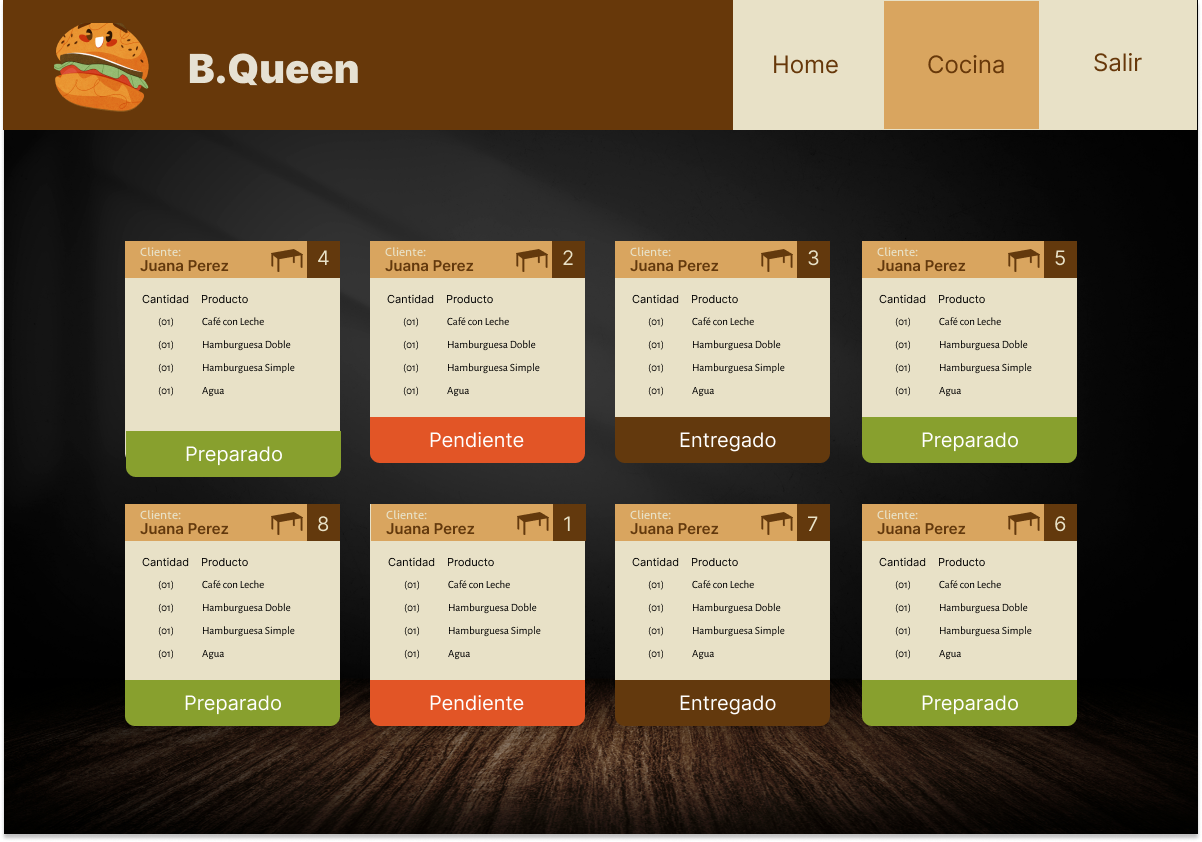 B.Queen
Home
Cocina
Salir
Cliente:
Juana Perez
4
Cantidad Producto
(01) Café con Leche
(01) Hamburguesa Doble
(01) Hamburguesa Simple
(01) Agua
Preparado
Cliente:
Juana Perez
2
Cantidad Producto
(01) Café con Leche
(01) Hamburguesa Doble
(01) Hamburguesa Simple
(01) Agua
Pendiente
Cliente:
Juana Perez
3
Cantidad Producto
(01) Café con Leche
(01) Hamburguesa Doble
(01) Hamburguesa Simple
(01) Agua
Entregado
Cliente:
Juana Perez
5
Cantidad Producto
(01) Café con Leche
(01) Hamburguesa Doble
(01) Hamburguesa Simple
(01) Agua
Preparado
Cliente:
Juana Perez
8
Cantidad Producto
(01) Café con Leche
(01) Hamburguesa Doble
(01) Hamburguesa Simple
(01) Agua
Preparado
Cliente:
Juana Perez
1
Cantidad Producto
(01) Café con Leche
(01) Hamburguesa Doble
(01) Hamburguesa Simple
(01) Agua
Pendiente
Cliente:
Juana Perez
7
Cantidad Producto
(01) Café con Leche
(01) Hamburguesa Doble
(01) Hamburguesa Simple
(01) Agua
Entregado
Cliente:
Juana Perez
6
Cantidad Producto
(01) Café con Leche
(01) Hamburguesa Doble
(01) Hamburguesa Simple
(01) Agua
Preparado